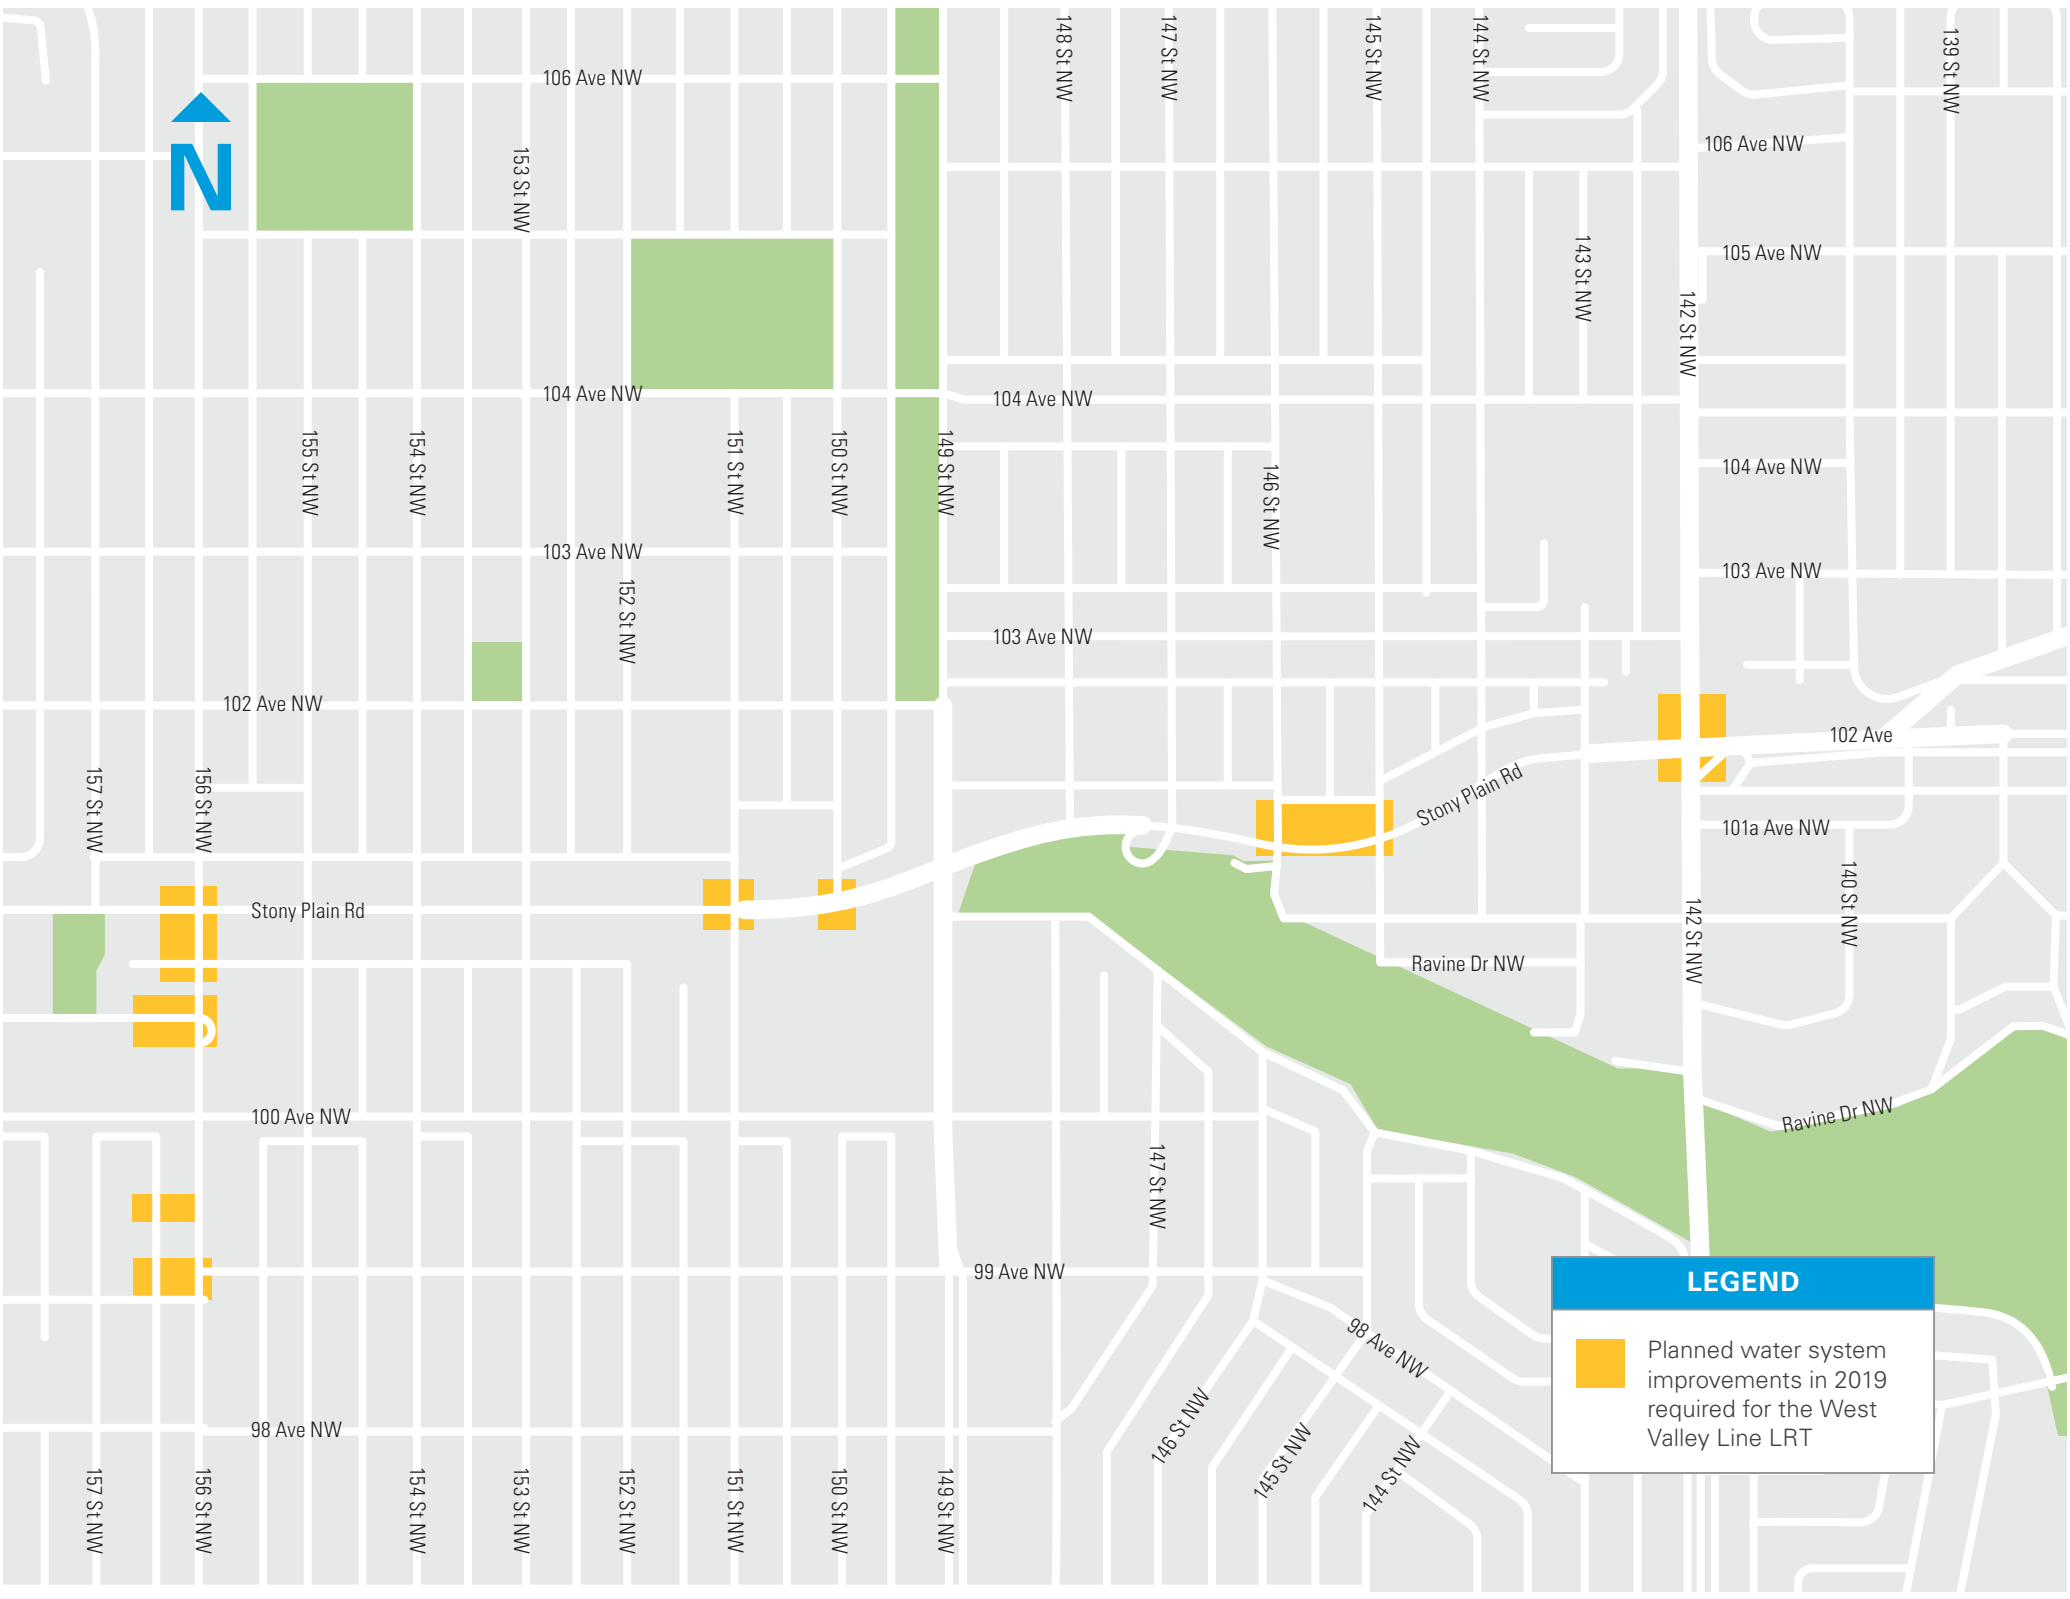 148 St NW
147 St NW
145 St NW
144 St NW
139 St NW
106 Ave NW
N
153 St NW
106 Ave NW
105 Ave NW
143 St NW
142 St NW
104 Ave NW
104 Ave NW
155 St NW
154 St NW
151 St NW
150 St NW
149 St NW
146 St NW
104 Ave NW
103 Ave NW
103 Ave NW
152 St NW
103 Ave NW
102 Ave NW
102 Ave
157 St NW
156 St NW
Stony Plain Rd
101a Ave NW
140 St NW
Stony Plain Rd
142 St NW
Ravine Dr NW
100 Ave NW
Ravine Dr NW
147 St NW
99 Ave NW
98 Ave NW
146 St NW
145 St NW
144 St NW
98 Ave NW
157 St NW
156 St NW
154 St NW
153 St NW
152 St NW
151 St NW
150 St NW
149 St NW
LEGEND
Planned water system
improvements in 2019
required for the West
Valley Line LRT